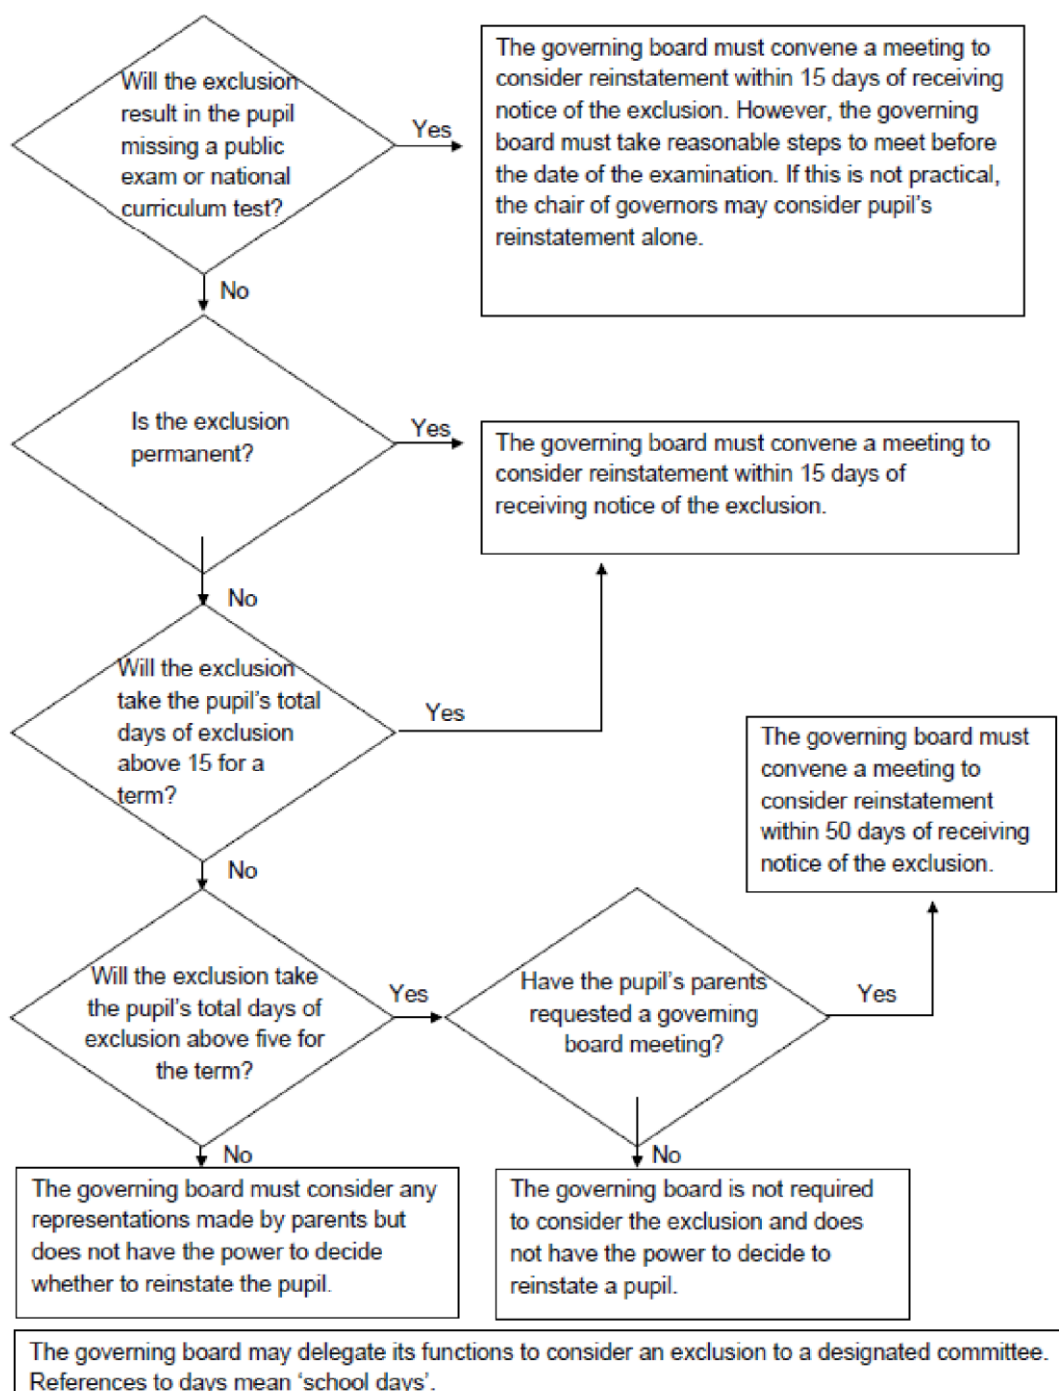 Will the exclusion
result in the pupil
missing a public
exam or national
curriculum test?
Yes
The governing board must convene a meeting to
consider reinstatement within 15 days of receiving
notice of the exclusion. However, the governing
board must take reasonable steps to meet before
the date of the examination. If this is not practical,
the chair of governors may consider pupil's
reinstatement alone.
No
Is the exclusion
permanent?
Yes
The governing board must convene a meeting to
consider reinstatement within 15 days of
receiving notice of the exclusion.
No
Will the exclusion
take the pupil's total
days of exclusion
above 15 for a
term?
Yes
No
Will the exclusion take
the pupil's total days of
exclusion above five for
the term?
Yes
Have the pupil's parents
requested a governing
board meeting?
Yes
The governing board must
convene a meeting to
consider reinstatement
within 50 days of receiving
notice of the exclusion.
No
The governing board must consider any
representations made by parents but
does not have the power to decide
whether to reinstate the pupil.
No
The governing board is not required
to consider the exclusion and does
not have the power to decide to
reinstate a pupil.
The governing board may delegate its functions to consider an exclusion to a designated committee.
References to days mean 'school days'.